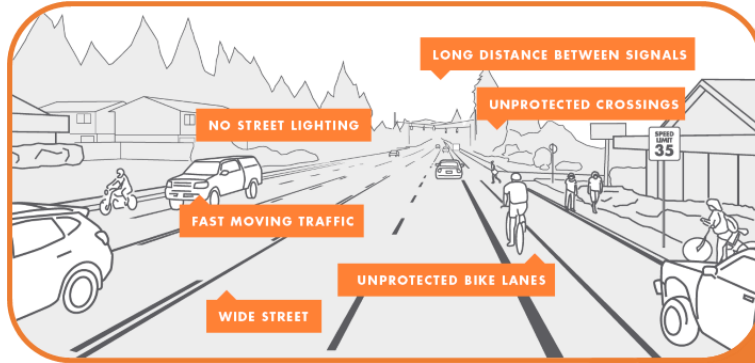 LONG DISTANCE BETWEEN SIGNALS
UNPROTECTED CROSSINGS
NO STREET LIGHTING
SPEED
LIMIT
35
FAST MOVING TRAFFIC
UNPROTECTED BIKE LANES
WIDE STREET